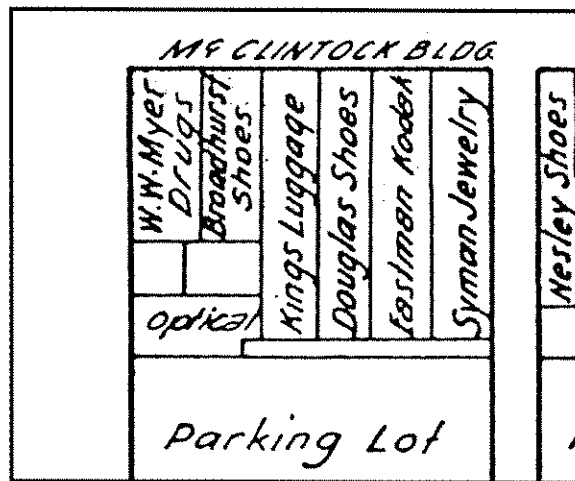 Mc CLINTOCK BLDG.
W.W. Myer
Drugs
Broadhurst
Shoes
Kings Luggage
Douglas Shoes
Eastman Kodak
Syman Jewelry
Nesley Shoes
Optical
Parking Lot